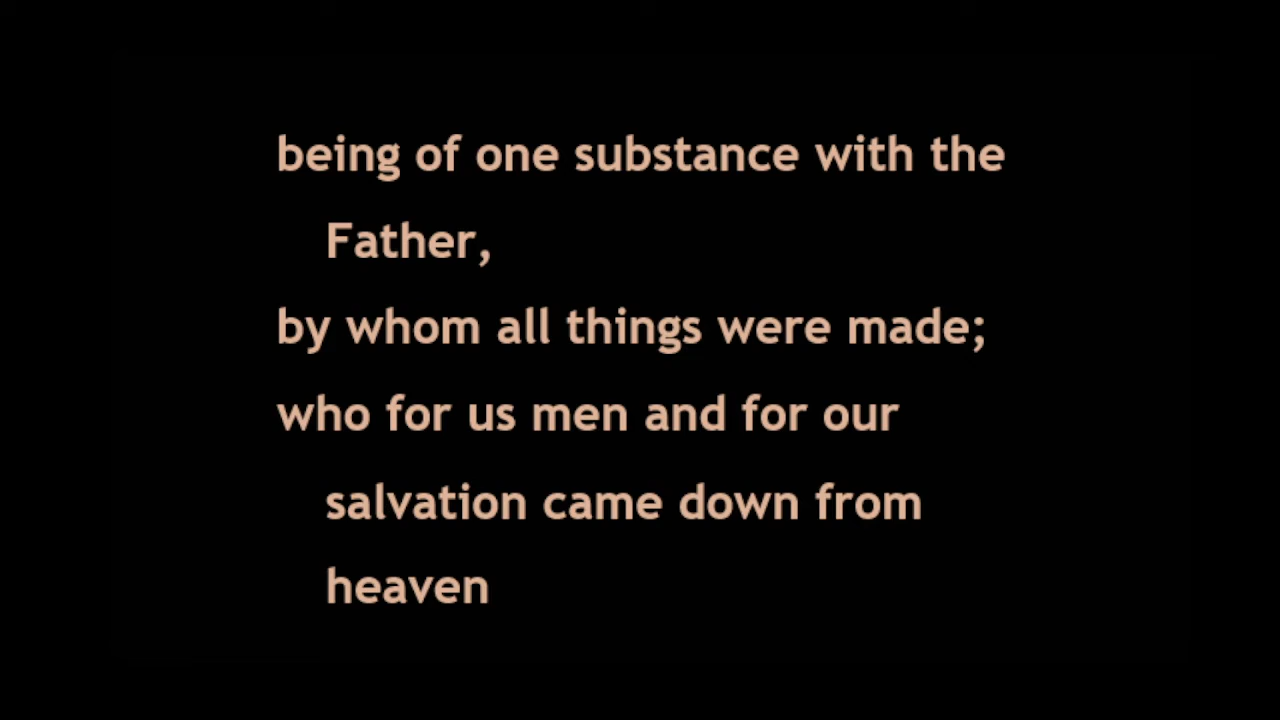 being of one substance with the
Father,
by whom all things were made;
who for us men and for our
salvation came down from
heaven